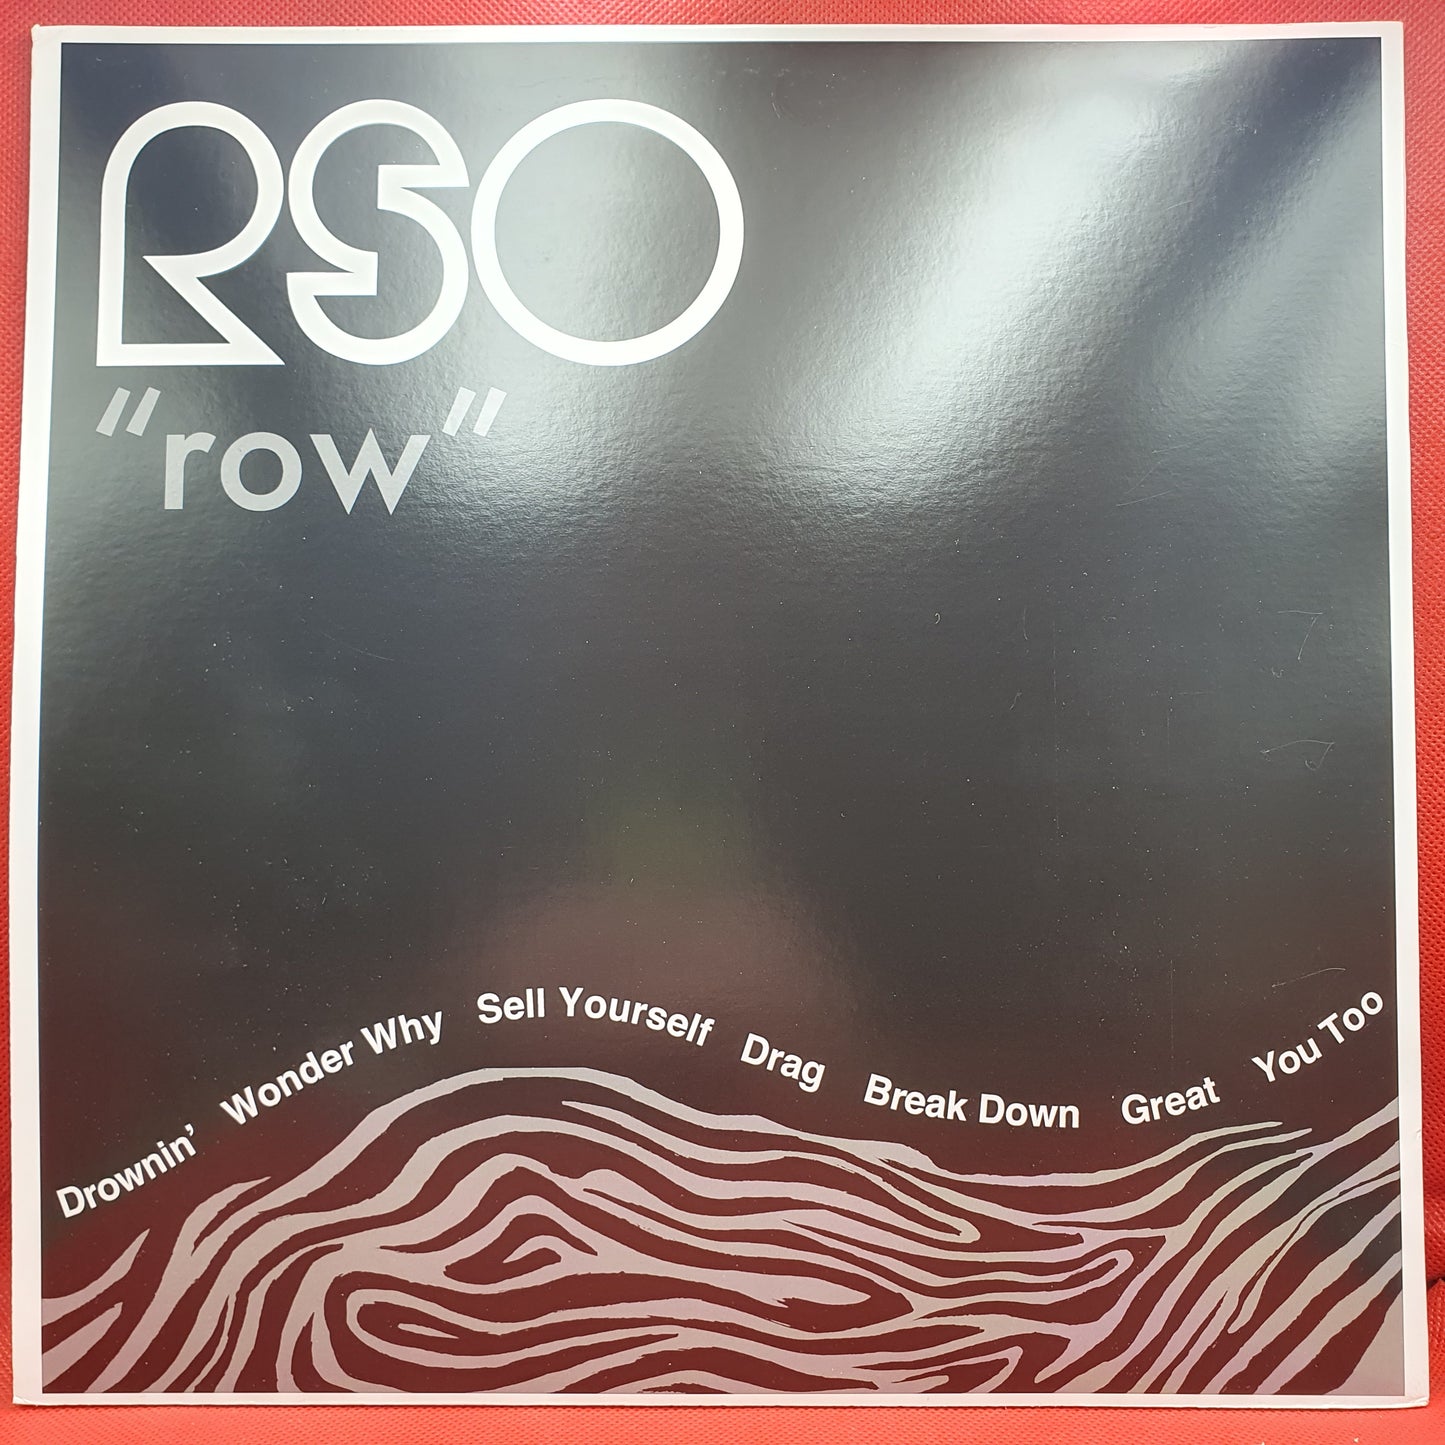 RSO
"row"
Drownin' Wonder Why Sell Yourself Drag Break Down Great You Too